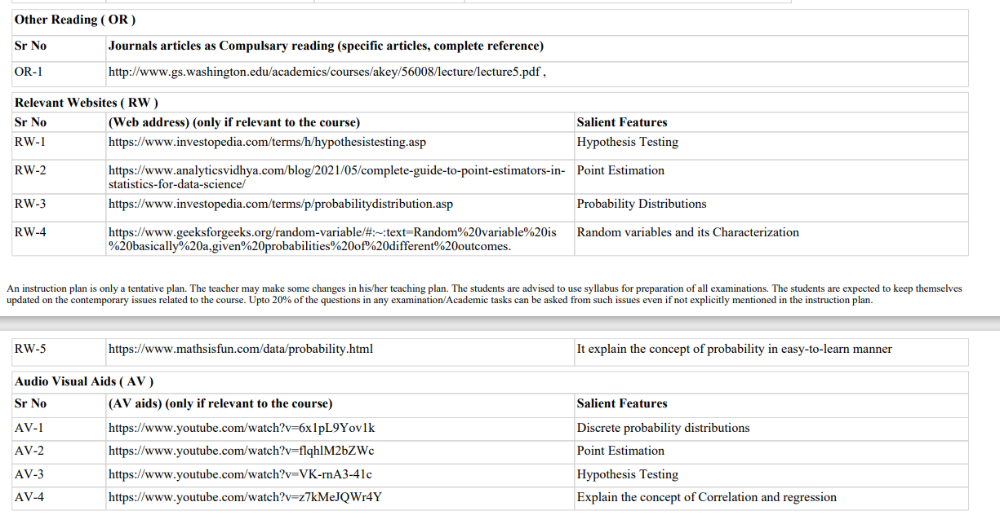 Other Reading ( OR )
Sr No Journals articles as Compulsary reading (specific articles, complete reference)
OR-1 http://www.gs.washington.edu/academics/courses/akey/56008/lecture/lecture5.pdf ,
Relevant Websites ( RW )
Sr No (Web address) (only if relevant to the course) Salient Features
RW-1 https://www.investopedia.com/terms/h/hypothesistesting.asp Hypothesis Testing
RW-2 https://www.analyticsvidhya.com/blog/2021/05/complete-guide-to-point-estimators-in- Point Estimation
statistics-for-data-science/
RW-3 https://www.investopedia.com/terms/p/probabilitydistribution.asp Probability Distributions
RW-4 https://www.geeksforgeeks.org/random-variable/#:~:text=Random%20variable%20is Random variables and its Characterization
%20basically%20a,given%20probabilities%20of%20different%20outcomes.
An instruction plan is only a tentative plan. The teacher may make some changes in his/her teaching plan. The students are advised to use syllabus for preparation of all examinations. The students are expected to keep themselves
updated on the contemporary issues related to the course. Upto 20% of the questions in any examination/Academic tasks can be asked from such issues even if not explicitly mentioned in the instruction plan.
RW-5 https://www.mathsisfun.com/data/probability.html It explain the concept of probability in easy-to-learn manner
Audio Visual Aids ( AV )
Sr No (AV aids) (only if relevant to the course) Salient Features
AV-1 https://www.youtube.com/watch?v=6x1pL9Yov1k Discrete probability distributions
AV-2 https://www.youtube.com/watch?v=flqhlM2bZWc Point Estimation
AV-3 https://www.youtube.com/watch?v=VK-rnA3-41c Hypothesis Testing
AV-4 https://www.youtube.com/watch?v=z7kMeJQWr4Y Explain the concept of Correlation and regression